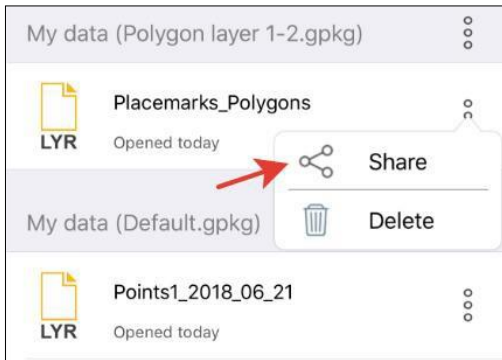 My data (Polygon layer 1-2.gpkg)
Placemarks_Polygons
LYR
Opened today
Share
Delete
My data (Default.gpkg)
Points1_2018_06_21
LYR
Opened today